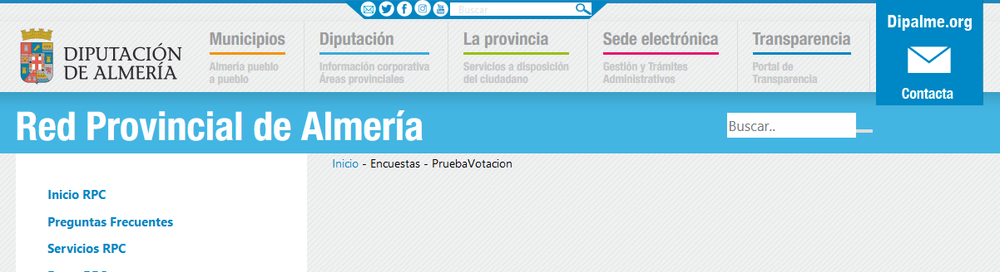 Buscar
DIPUTACIÓN
DE ALMERÍA
Municipios
Almería pueblo
a pueblo
Diputación
Información corporativa
Áreas provinciales
La provincia
Servicios a disposición
del ciudadano
Sede electrónica
Gestión y Trámites
Administrativos
Transparencia
Portal de
Transparencia
Dipalme.org
Contacta
Red Provincial de Almería
Buscar..
Inicio - Encuestas - PruebaVotacion
Inicio RPC
Preguntas Frecuentes
Servicios RPC